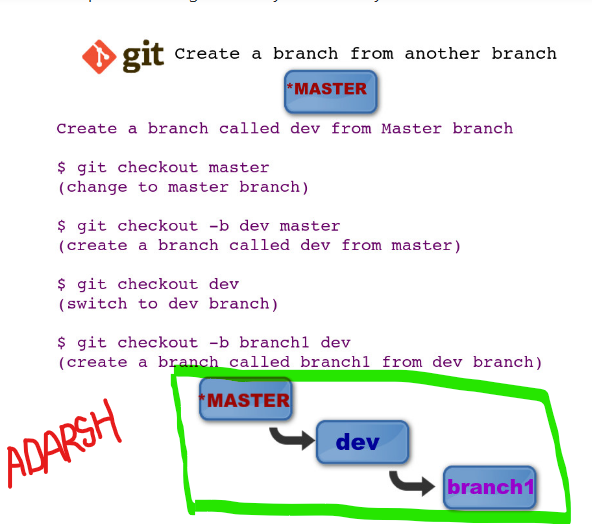 git Create a branch from another branch
*MASTER
Create a branch called dev from Master branch
$ git checkout master
(change to master branch)
$ git checkout -b dev master
(create a branch called dev from master)
$ git checkout dev
(switch to dev branch)
$ git checkout -b branch1 dev
(create a branch called branch1 from dev branch)
*MASTER
ADARSH
dev
branch1